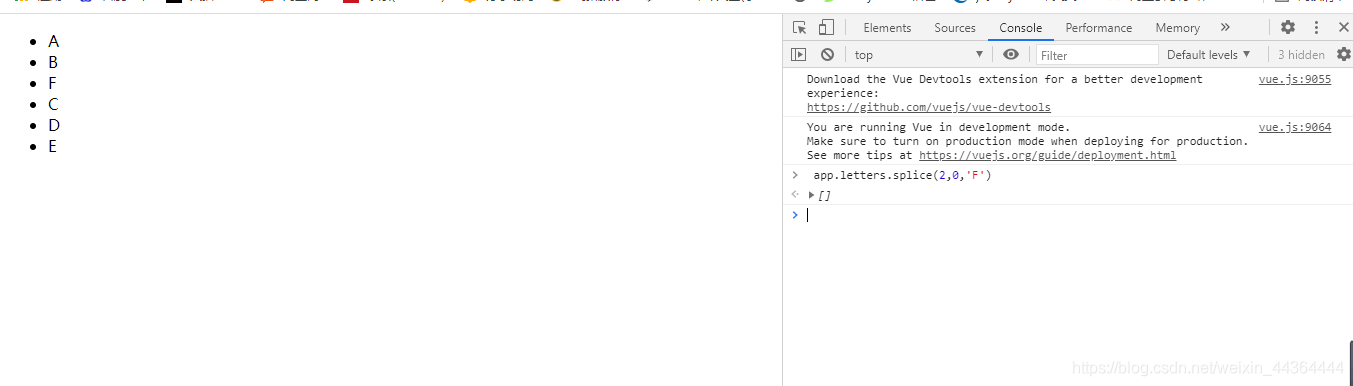 A
B
F
C
D
E
Elements Sources Console Performance Memory
top Filter Default levels 3 hidden
Download the Vue Devtools extension for a better development vue.js:9055
experience:
https://github.com/vuejs/vue-devtools
You are running Vue in development mode. vue.js:9064
Make sure to turn on production mode when deploying for production.
See more tips at https://vuejs.org/guide/deployment.html
> app.letters.splice(2,0,'F')
[]
>
https://blog.csdn.net/weixin_44364444